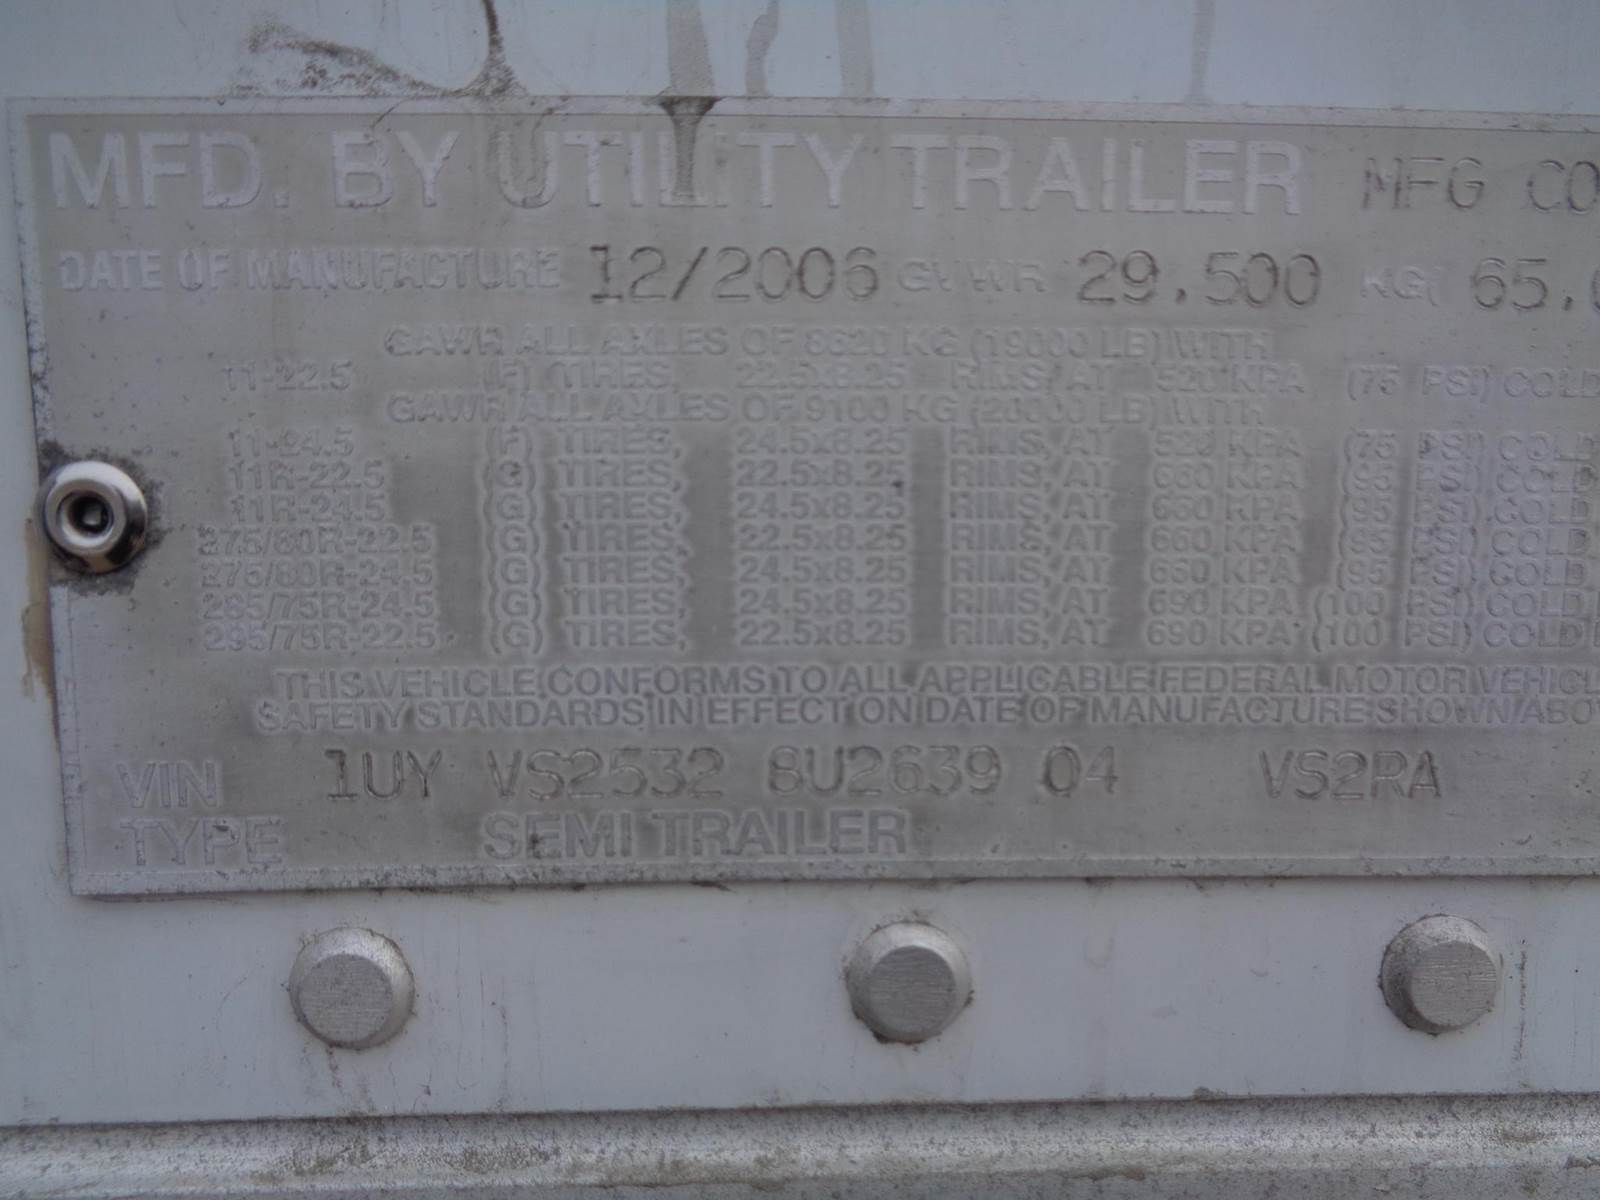 MFD. BY UTILITY TRAILER MFG CO
DATE OF MANUFACTURE 12/2006 GVWR 29,500 KG( 65,
GAWR ALL AXLES OF 8620 KG (19000 LB) WITH
11-22.5 (F) TIRES, 22.5x8.25 RIMS, AT 520 KPA (75 PSI) COLD
GAWR ALL AXLES OF 9100 KG (20000 LB) WITH
11-24.5 (F) TIRES, 24.5x8.25 RIMS, AT 520 KPA (75 PSI) COLD
11R-22.5 (G) TIRES, 22.5x8.25 RIMS, AT 660 KPA (95 PSI) COLD
11R-24.5 (G) TIRES, 24.5x8.25 RIMS, AT 660 KPA (95 PSI) COLD
275/80R-22.5 (G) TIRES, 22.5x8.25 RIMS, AT 660 KPA (95 PSI) COLD
275/80R-24.5 (G) TIRES, 24.5x8.25 RIMS, AT 660 KPA (95 PSI) COLD
285/75R-24.5 (G) TIRES, 24.5x8.25 RIMS, AT 690 KPA (100 PSI) COLD
295/75R-22.5 (G) TIRES, 22.5x8.25 RIMS, AT 690 KPA (100 PSI) COLD
THIS VEHICLE CONFORMS TO ALL APPLICABLE FEDERAL MOTOR VEHICL
SAFETY STANDARDS IN EFFECT ON DATE OF MANUFACTURE SHOWN ABO
VIN 1UY VS2532 8U2639 04 VS2RA
TYPE SEMI TRAILER